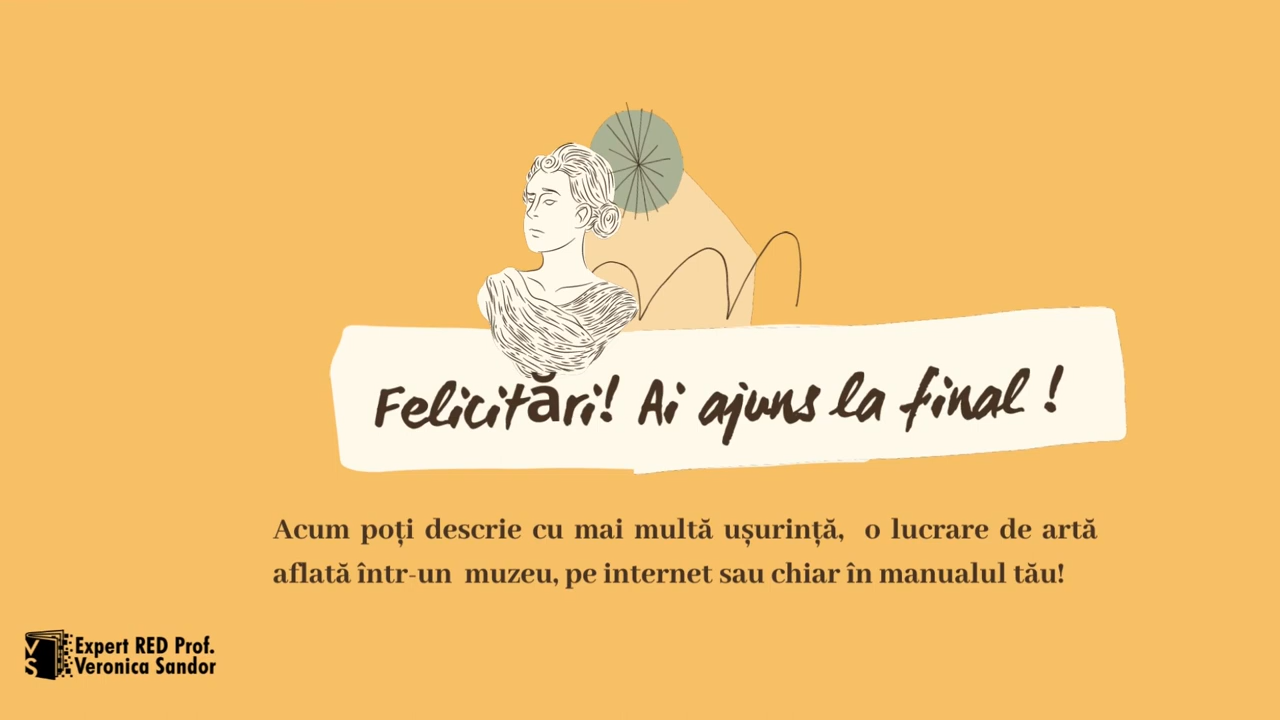 Felicitări! Ai ajuns la final !
Acum poți descrie cu mai multă ușurință, o lucrare de artă
aflată într-un muzeu, pe internet sau chiar în manualul tău!
VS
Expert RED Prof.
Veronica Sandor